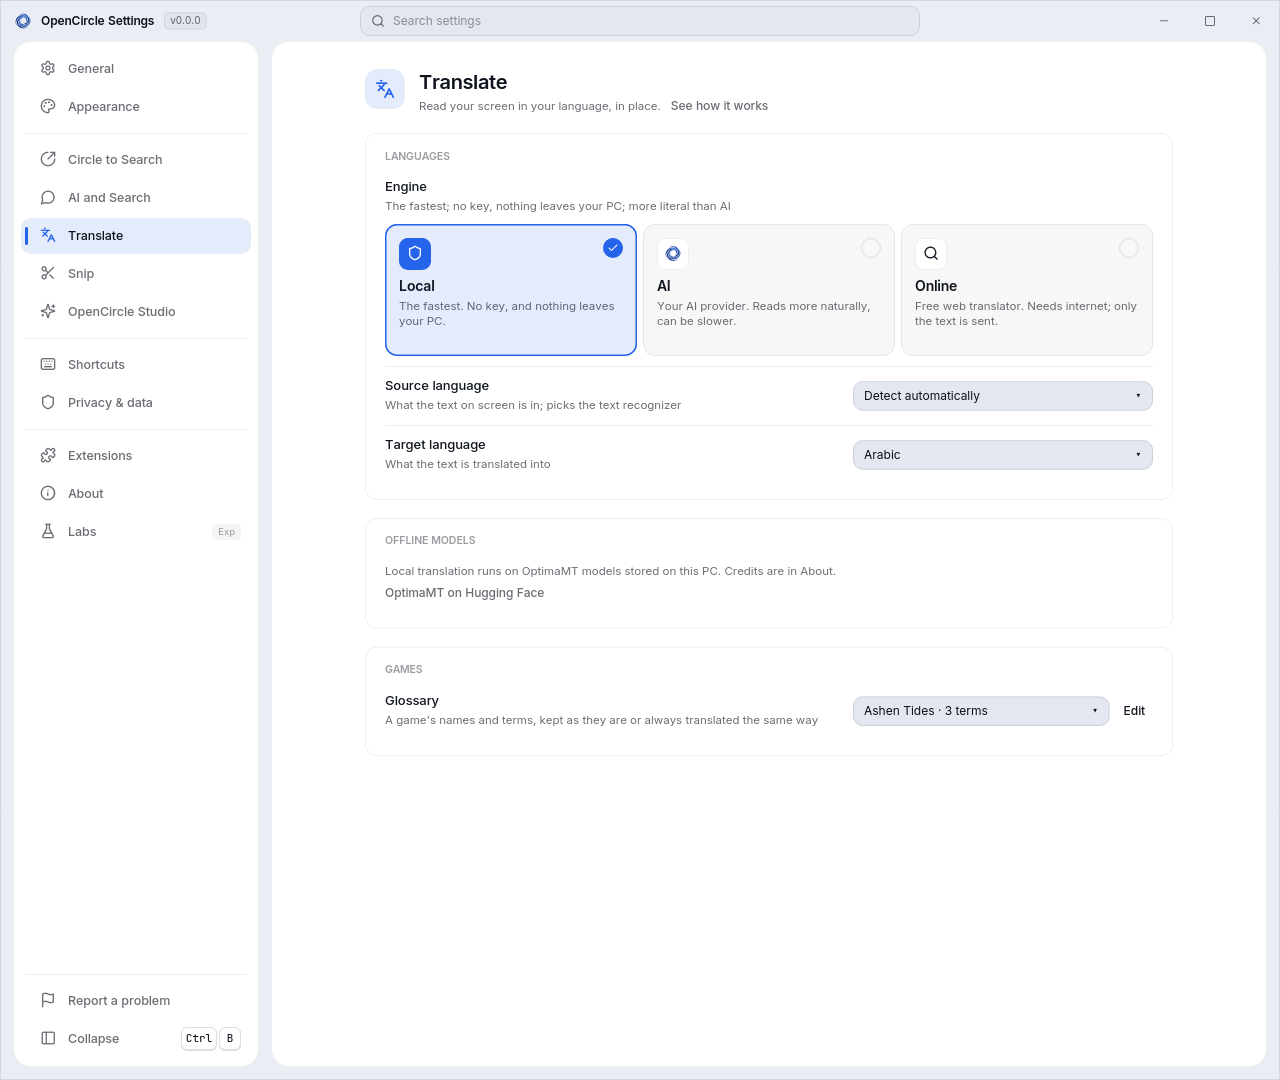 OpenCircle Settings
v0.0.0
Search settings
General
Appearance
Circle to Search
AI and Search
Translate
Snip
OpenCircle Studio
Shortcuts
Privacy & data
Extensions
About
Labs
Exp
Report a problem
Collapse
Ctrl
B
Translate
Read your screen in your language, in place. See how it works
LANGUAGES
Engine
The fastest; no key, nothing leaves your PC; more literal than AI
Local
The fastest. No key, and nothing leaves
your PC.
AI
Your AI provider. Reads more naturally,
can be slower.
Online
Free web translator. Needs internet; only
the text is sent.
Source language
What the text on screen is in; picks the text recognizer
Detect automatically
Target language
What the text is translated into
Arabic
OFFLINE MODELS
Local translation runs on OptimaMT models stored on this PC. Credits are in About.
OptimaMT on Hugging Face
GAMES
Glossary
A game's names and terms, kept as they are or always translated the same way
Ashen Tides · 3 terms
Edit